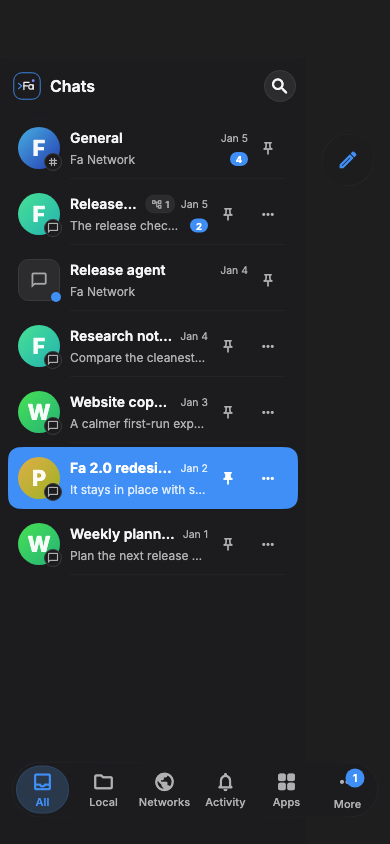 Fa
Chats
F
General
Jan 5
Fa Network
4
F
Release...
1
Jan 5
The release chec...
2
Release agent
Jan 4
Fa Network
F
Research not...
Jan 4
Compare the cleanest...
W
Website cop...
Jan 3
A calmer first-run exp...
P
Fa 2.0 redesi...
Jan 2
It stays in place with s...
W
Weekly plann...
Jan 1
Plan the next release ...
1
All
Local
Networks
Activity
Apps
More